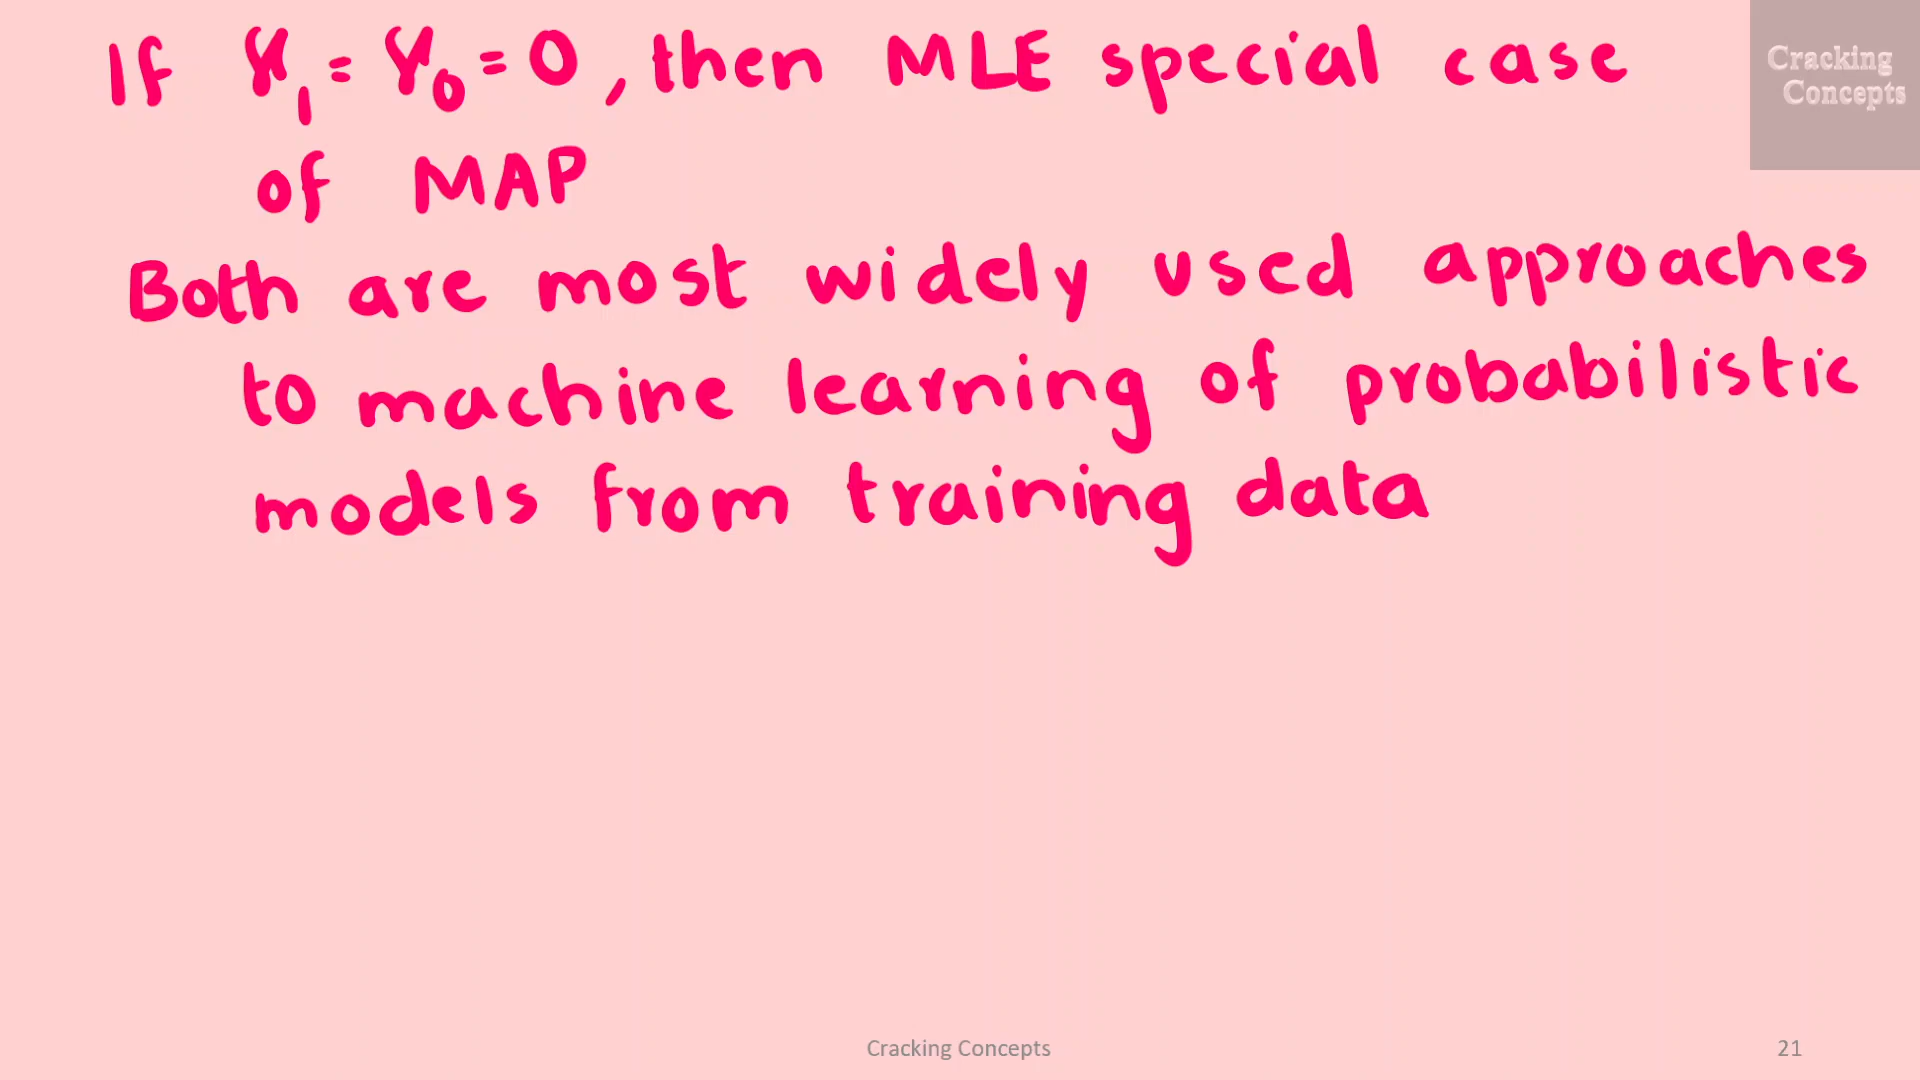 If γ₁ = γ₀ = 0, then MLE special case
of MAP
Both are most widely used approaches
to machine learning of probabilistic
models from training data
Cracking
Concepts
Cracking Concepts
21